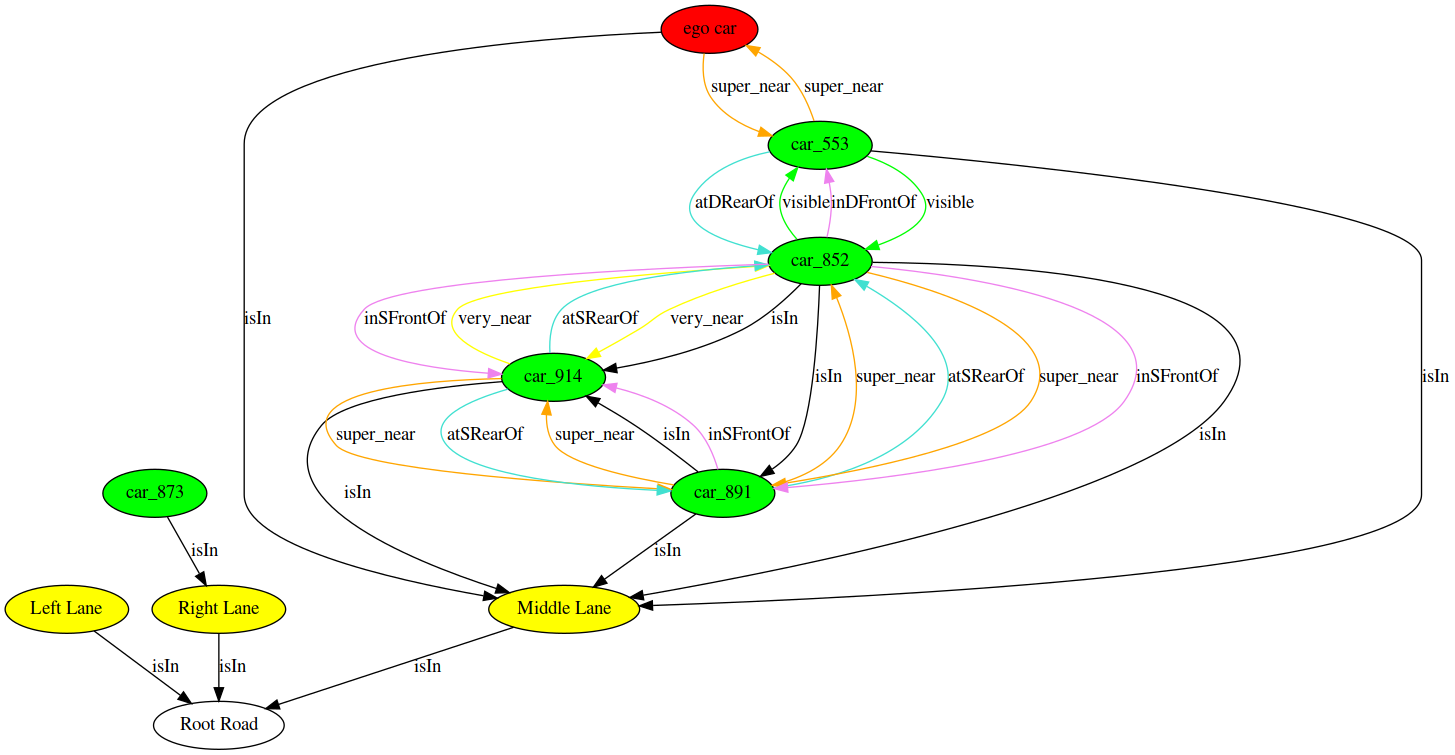 ego car
super_near super_near
car_553
atDRearOf visible inDFrontOf visible
car_852
isIn inSFrontOf very_near atSRearOf very_near isIn isIn super_near atSRearOf super_near inSFrontOf isIn
car_914
super_near atSRearOf super_near isIn inSFrontOf isIn
car_873 isIn car_891
isIn isIn
Left Lane Right Lane Middle Lane
isIn isIn isIn
Root Road